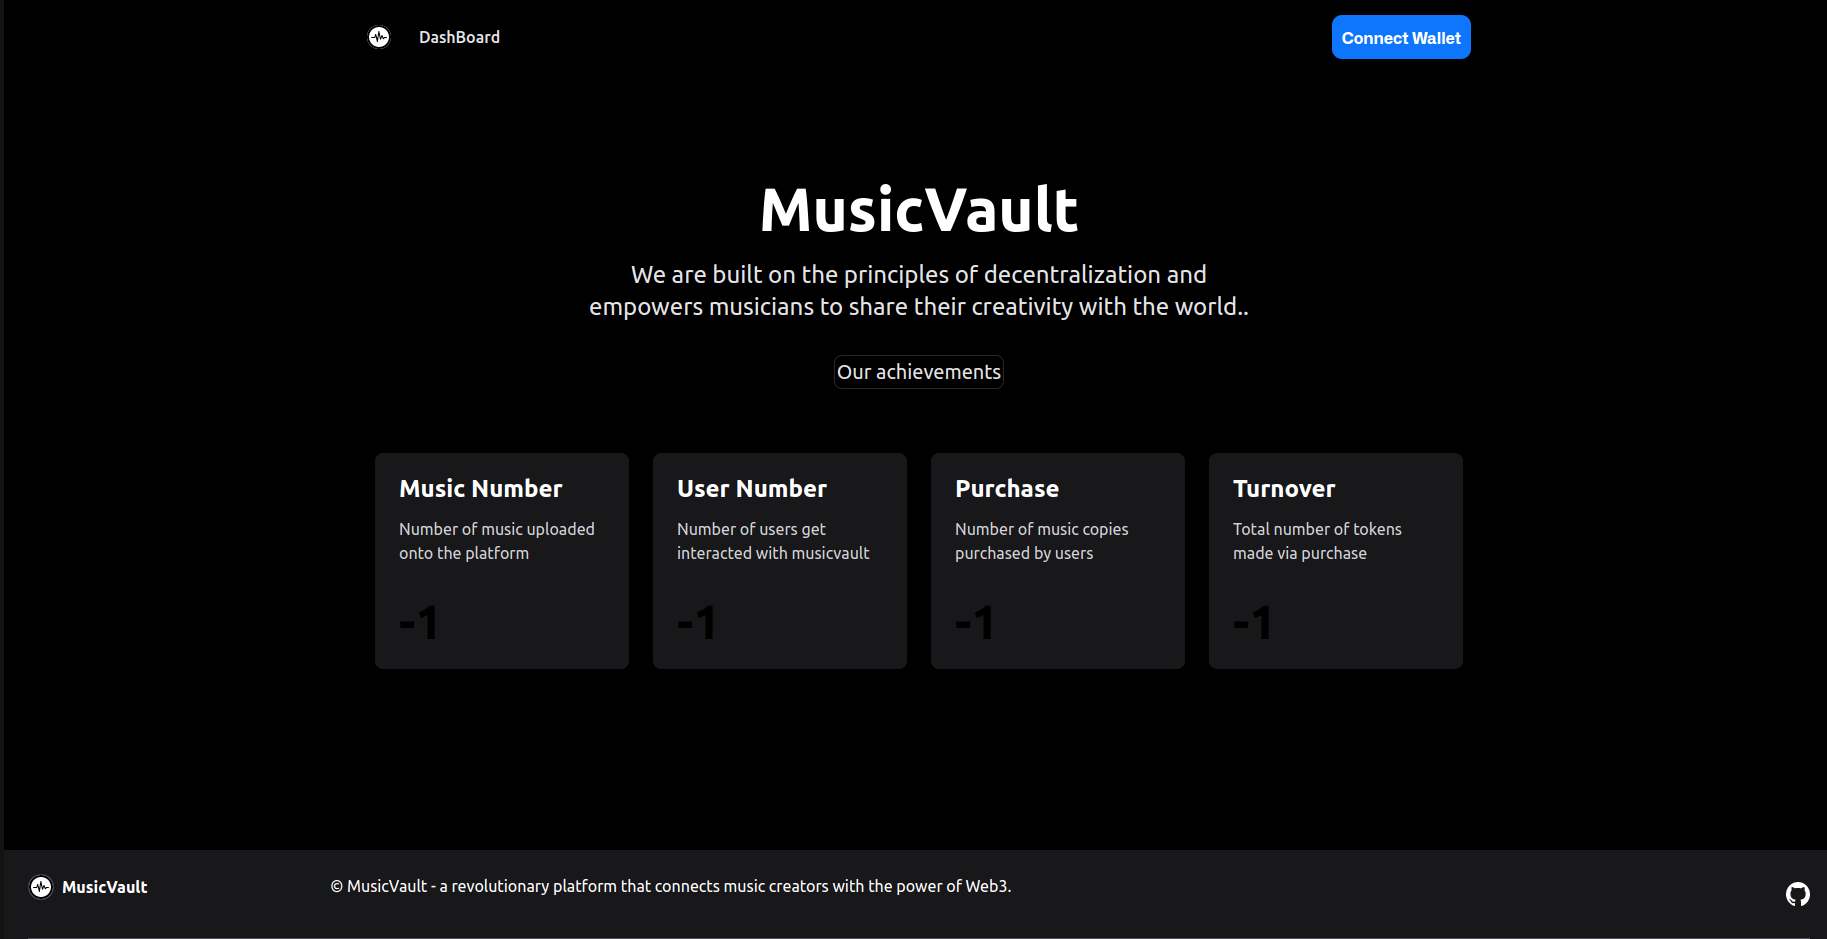 DashBoard
Connect Wallet
MusicVault
We are built on the principles of decentralization and
empowers musicians to share their creativity with the world..
Our achievements
Music Number
Number of music uploaded
onto the platform
-1
User Number
Number of users get
interacted with musicvault
-1
Purchase
Number of music copies
purchased by users
-1
Turnover
Total number of tokens
made via purchase
-1
MusicVault
© MusicVault - a revolutionary platform that connects music creators with the power of Web3.